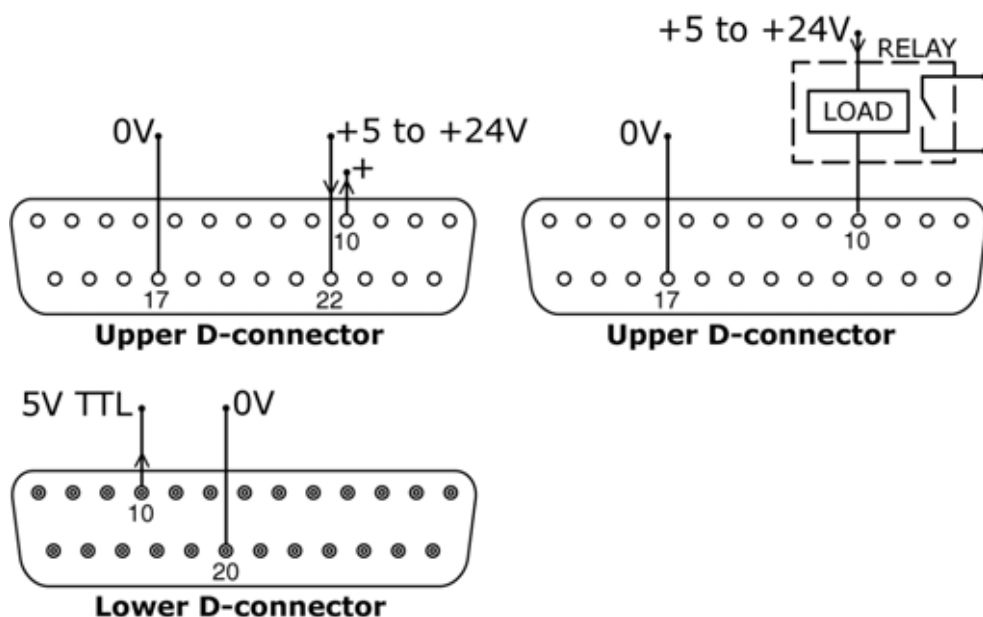 0V
+5 to +24V
+
10
17
22
Upper D-connector
+5 to +24V
RELAY
LOAD
0V
10
17
Upper D-connector
5V TTL
0V
10
20
Lower D-connector